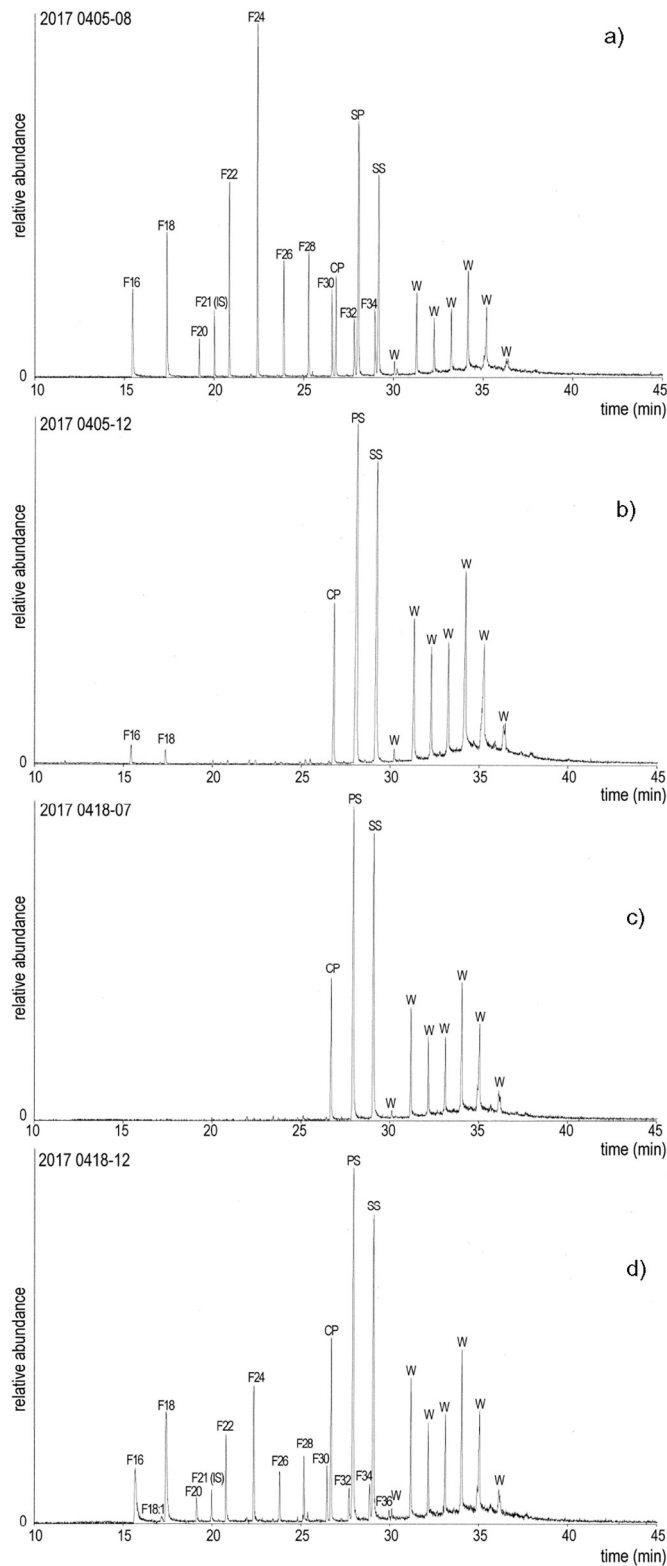 2017 0405-08
a)
relative abundance
F24
SP
SS
F22
F18
F28
F26
F16
F30
CP
F21 (IS)
F20
F32
F34
W
W
W
W
W
W
W
10 15 20 25 30 35 40 45
0
time (min)
2017 0405-12
b)
relative abundance
PS
SS
CP
W
W
W
W
W
W
W
F16
F18
0
10 15 20 25 30 35 40 45
time (min)
2017 0418-07
c)
relative abundance
PS
SS
CP
W
W
W
W
W
W
W
0
10 15 20 25 30 35 40 45
time (min)
2017 0418-12
d)
relative abundance
PS
SS
CP
F24
F18
F22
F16
F28
F26
F30
F21 (IS)
F20
F18:1
F32
F34
F36
W
W
W
W
W
W
W
0
10 15 20 25 30 35 40 45
time (min)